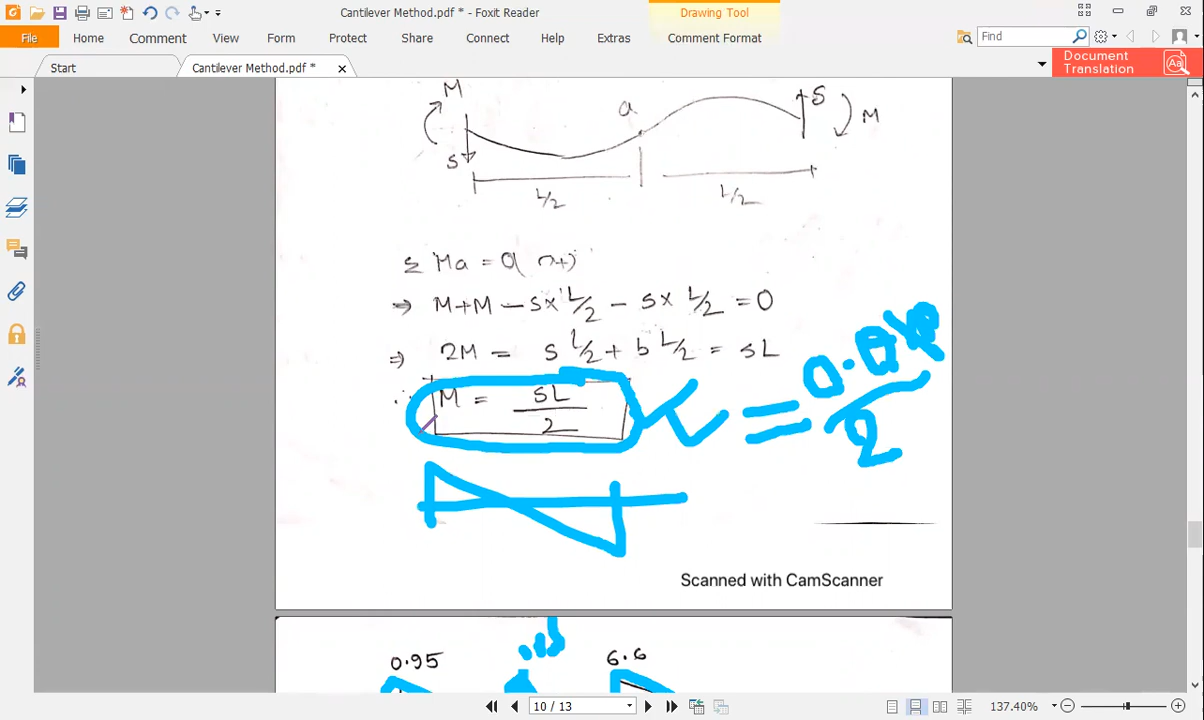 Cantilever Method.pdf * - Foxit Reader
Drawing Tool
File Home Comment View Form Protect Share Connect Help Extras Comment Format Find
Start Cantilever Method.pdf *
Document
Translation
M a S M
S
L/2 L/2
Σ Ma = 0 ( +)
⇒ M+M - S× L/2 - S× L/2 = 0
⇒ 2M = S L/2 + S L/2 = SL
∴ M = SL/2 = 2
Scanned with CamScanner
0.95 6.6
10 / 13 137.40%